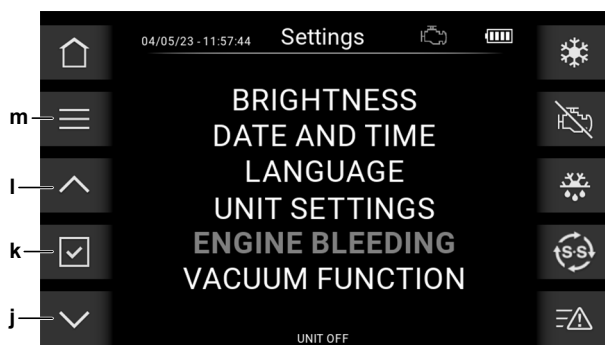 04/05/23 - 11:57:44 Settings
m
BRIGHTNESS
DATE AND TIME
l
LANGUAGE
UNIT SETTINGS
k
ENGINE BLEEDING
S·S
VACUUM FUNCTION
j
UNIT OFF